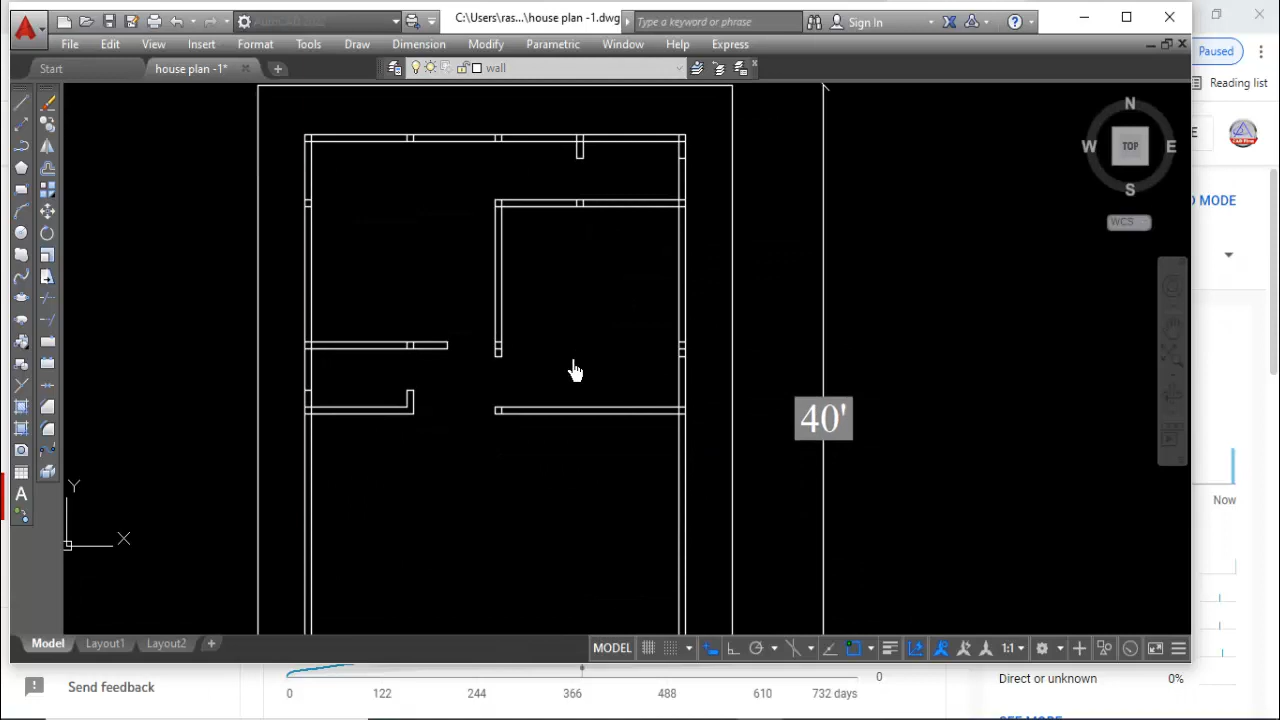 AutoCAD 2022
C:\Users\ras...\house plan -1.dwg
Type a keyword or phrase
Sign In
File Edit View Insert Format Tools Draw Dimension Modify Parametric Window Help Express
Start
house plan -1*
wall
Paused
Reading list
E
N
W
TOP
E
S
WCS
O MODE
40'
Now
Y
X
A
Model
Layout1
Layout2
MODEL
1:1
Send feedback
0
122
244
366
488
610
732 days
0
Direct or unknown
0%